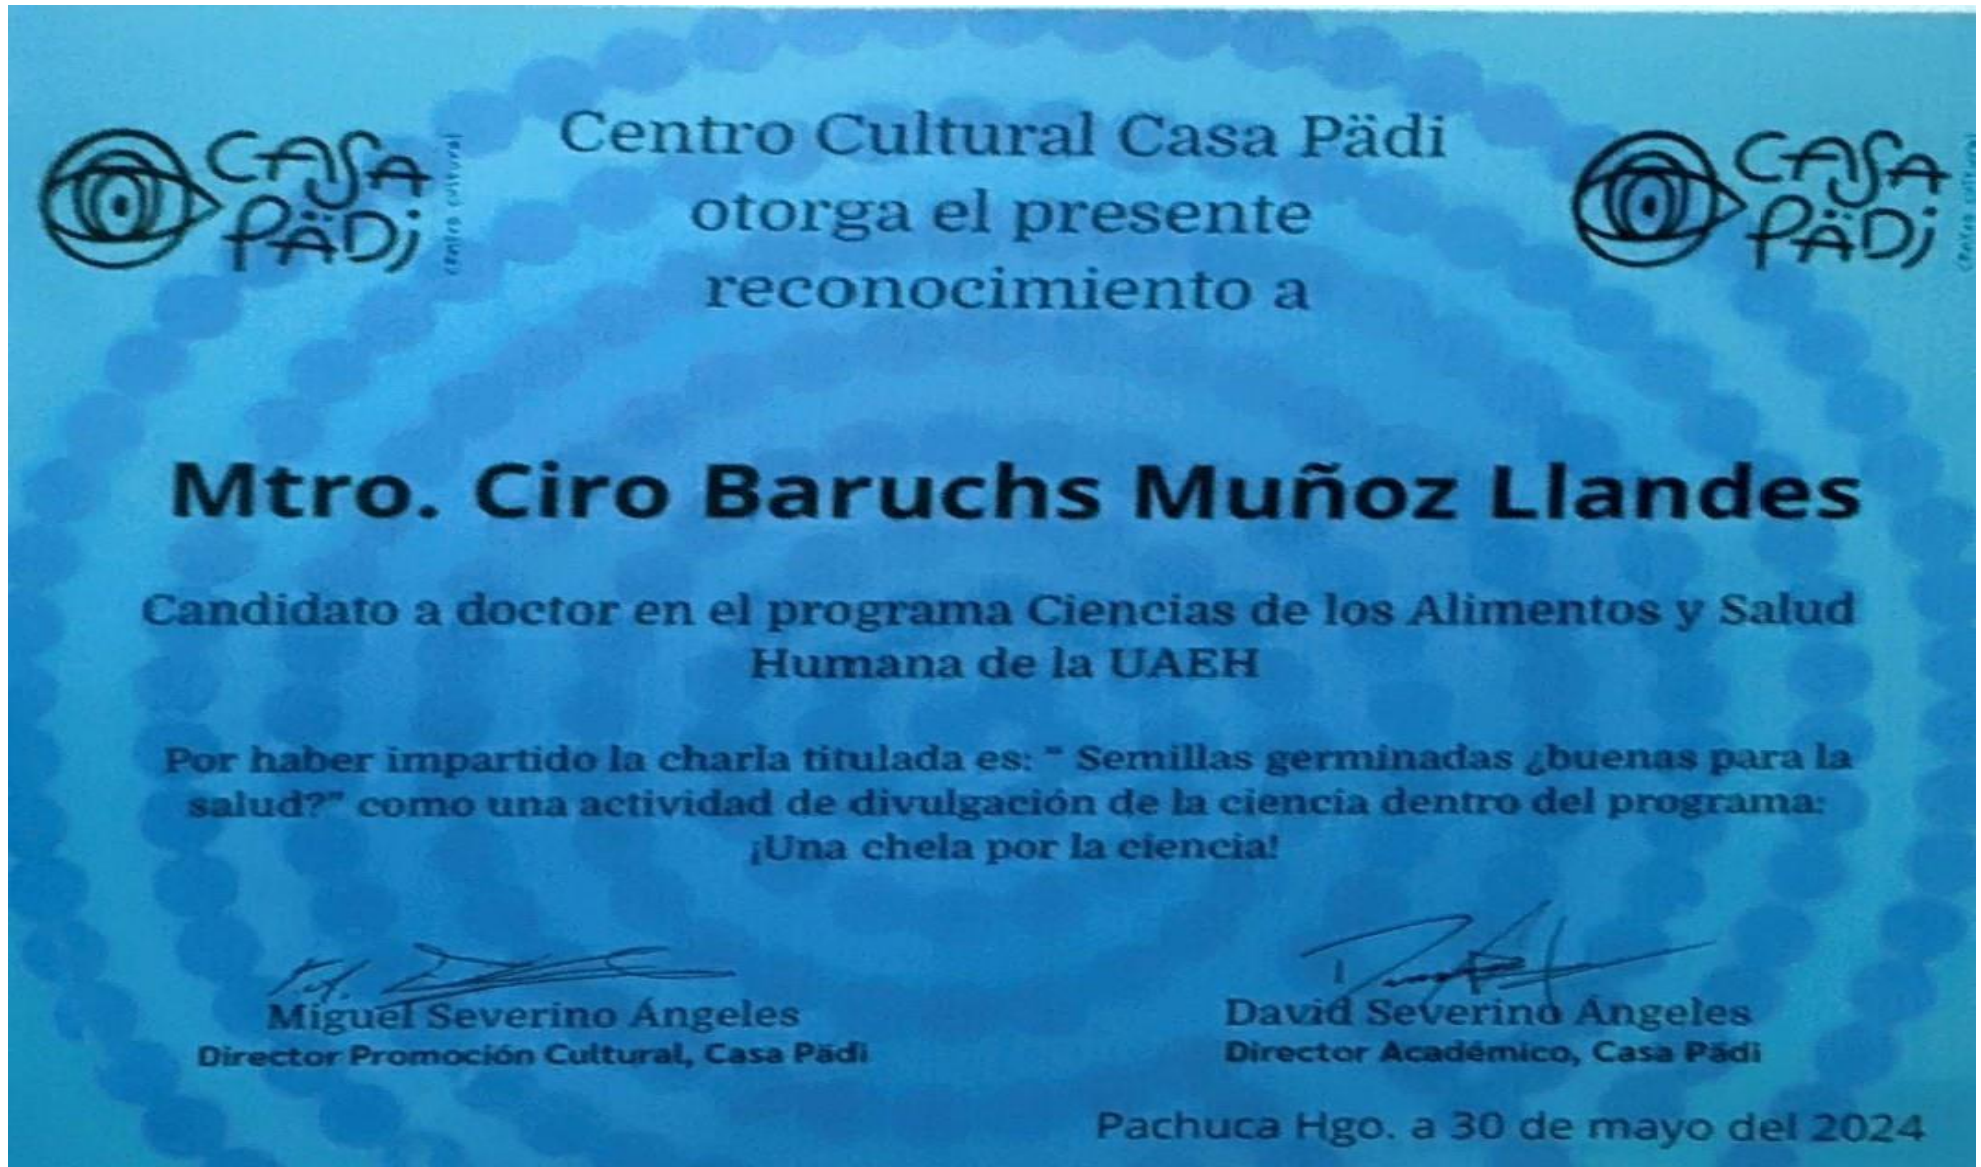 CASA
PÄDi
centro cultural
Centro Cultural Casa Pädi
otorga el presente
reconocimiento a
CASA
PÄDi
centro cultural
Mtro. Ciro Baruchs Muñoz Llandes
Candidato a doctor en el programa Ciencias de los Alimentos y Salud
Humana de la UAEH
Por haber impartido la charla titulada es: " Semillas germinadas ¿buenas para la
salud?" como una actividad de divulgación de la ciencia dentro del programa:
¡Una chela por la ciencia!
Miguel Severino Ángeles
Director Promoción Cultural, Casa Pädi
David Severino Ángeles
Director Académico, Casa Pädi
Pachuca Hgo. a 30 de mayo del 2024